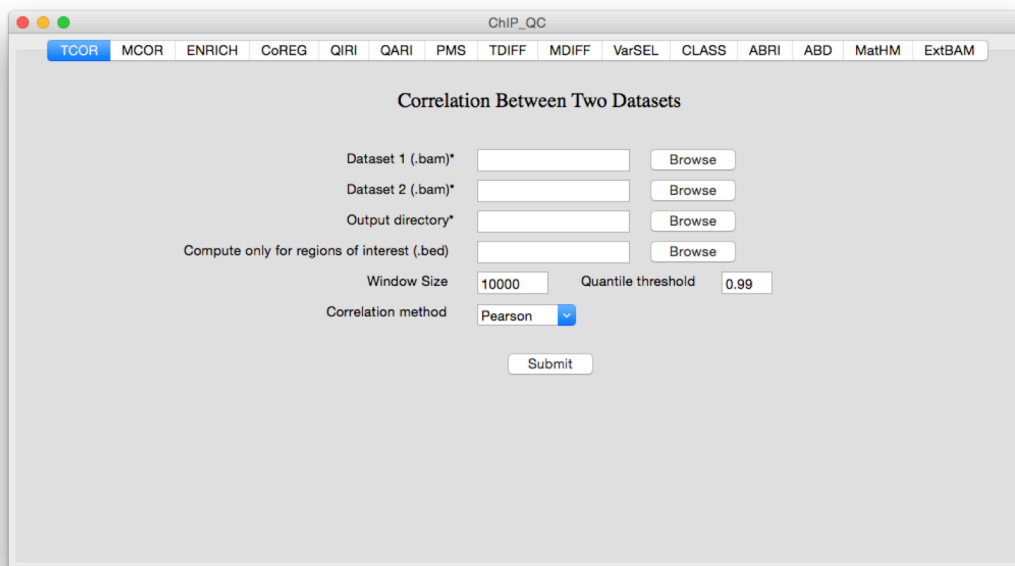 ChIP_QC
TCOR MCOR ENRICH CoREG QIRI QARI PMS TDIFF MDIFF VarSEL CLASS ABRI ABD MatHM ExtBAM
Correlation Between Two Datasets
Dataset 1 (.bam)* Browse
Dataset 2 (.bam)* Browse
Output directory* Browse
Compute only for regions of interest (.bed) Browse
Window Size 10000 Quantile threshold 0.99
Correlation method Pearson
Submit